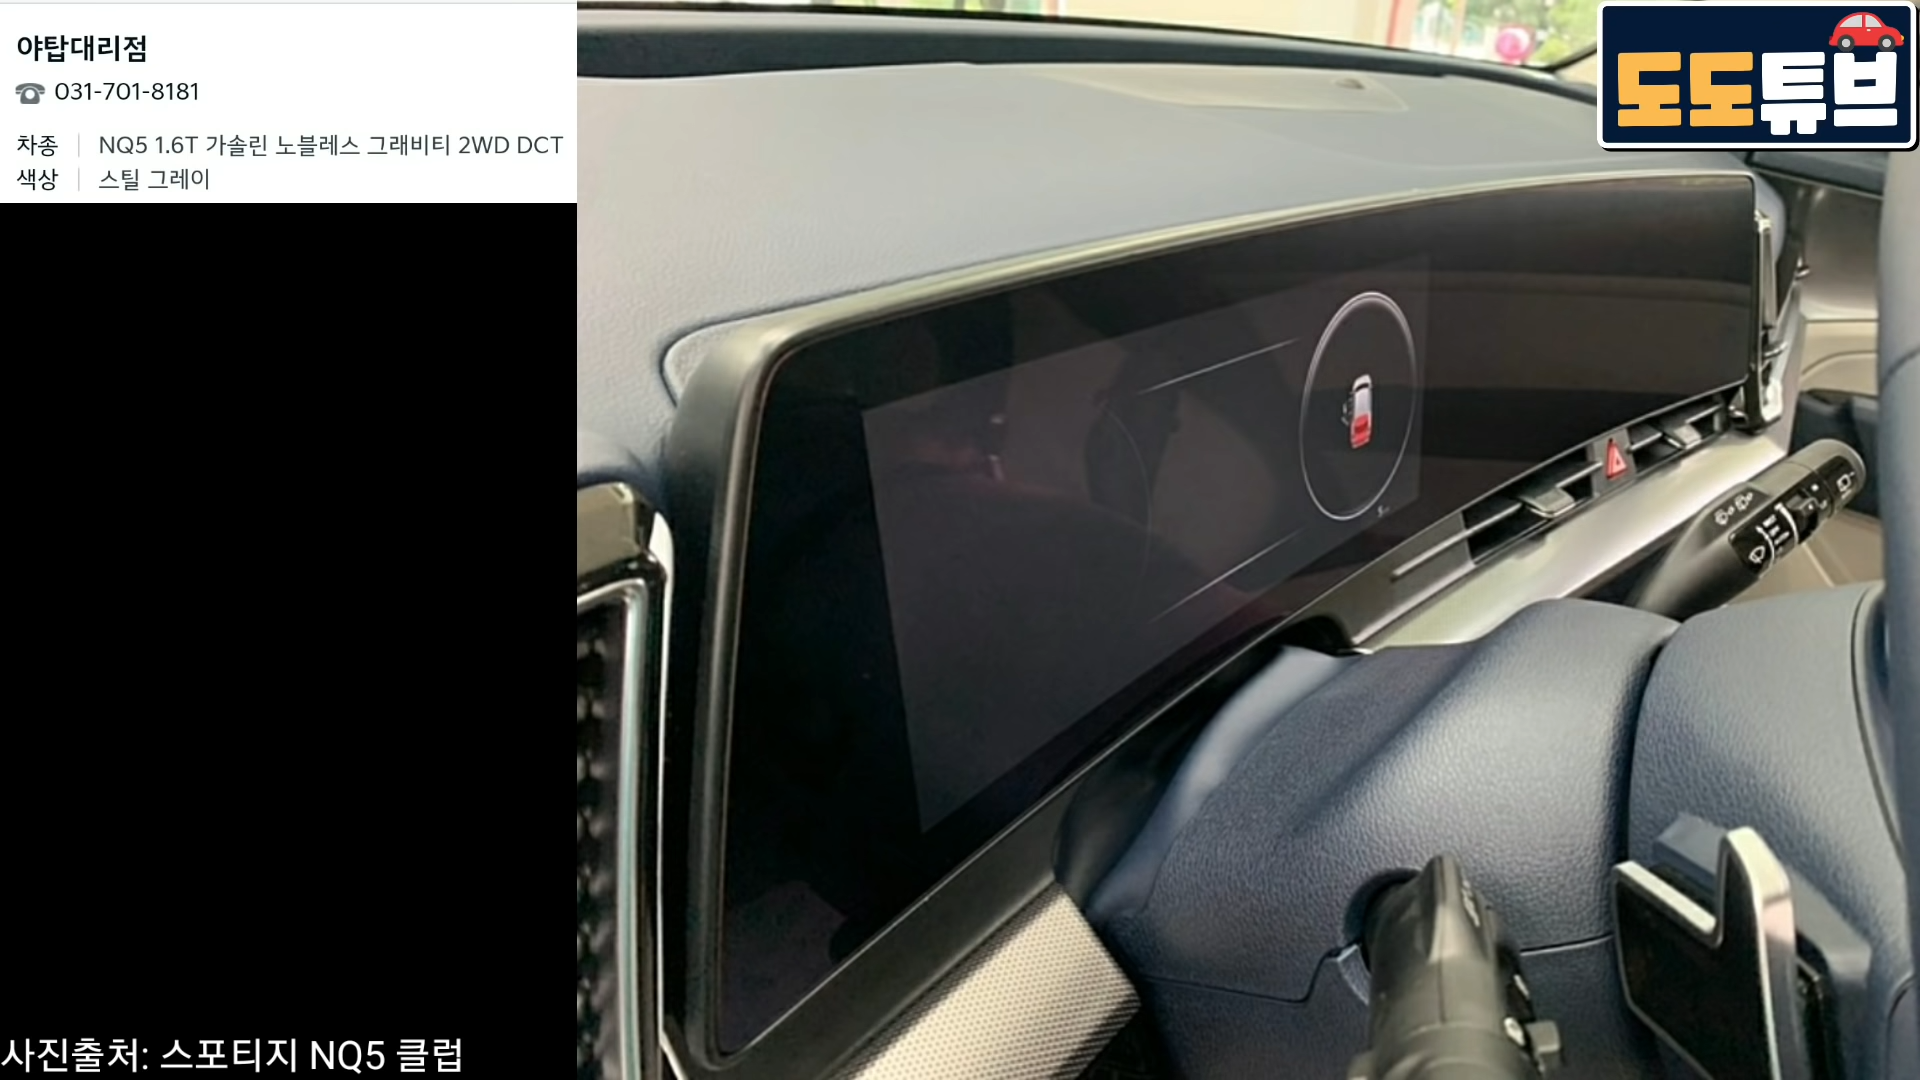 야탑대리점
031-701-8181
차종 NQ5 1.6T 가솔린 노블레스 그래비티 2WD DCT
색상 스틸 그레이
도도튜브
사진출처: 스포티지 NQ5 클럽